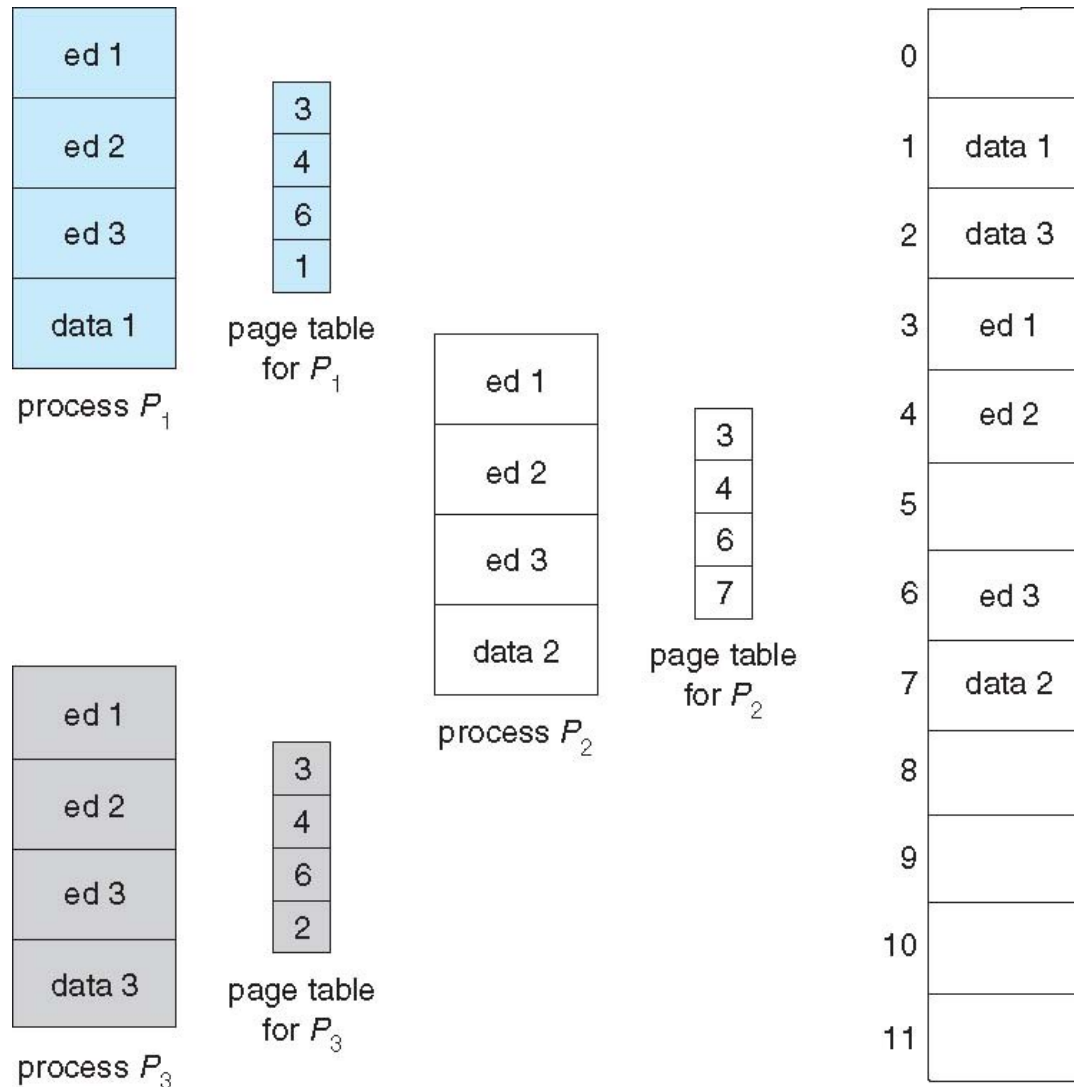 ed 1
ed 2
ed 3
data 1
process P1
3
4
6
1
page table
for P1
ed 1
ed 2
ed 3
data 2
process P2
3
4
6
7
page table
for P2
ed 1
ed 2
ed 3
data 3
process P3
3
4
6
2
page table
for P3
0
1 data 1
2 data 3
3 ed 1
4 ed 2
5
6 ed 3
7 data 2
8
9
10
11